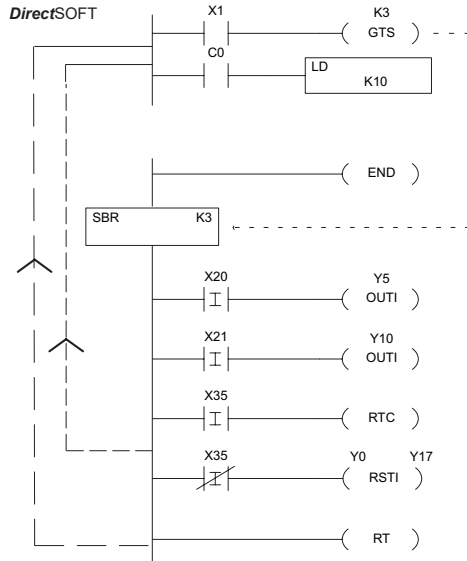 DirectSOFT
X1 K3
GTS
C0
LD
K10
END
SBR K3
X20 Y5
I OUTI
X21 Y10
I OUTI
X35
I RTC
X35 Y0 Y17
I RSTI
RT